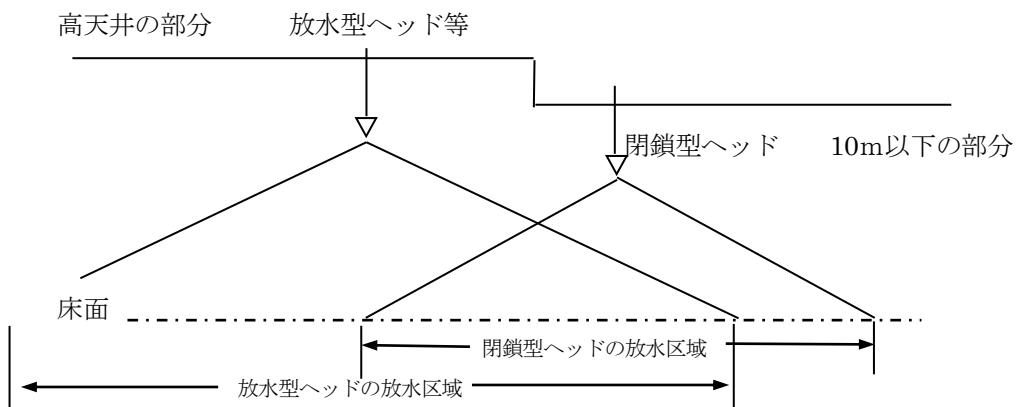 高天井の部分 放水型ヘッド等
閉鎖型ヘッド 10m以下の部分
床面
閉鎖型ヘッドの放水区域
放水型ヘッドの放水区域